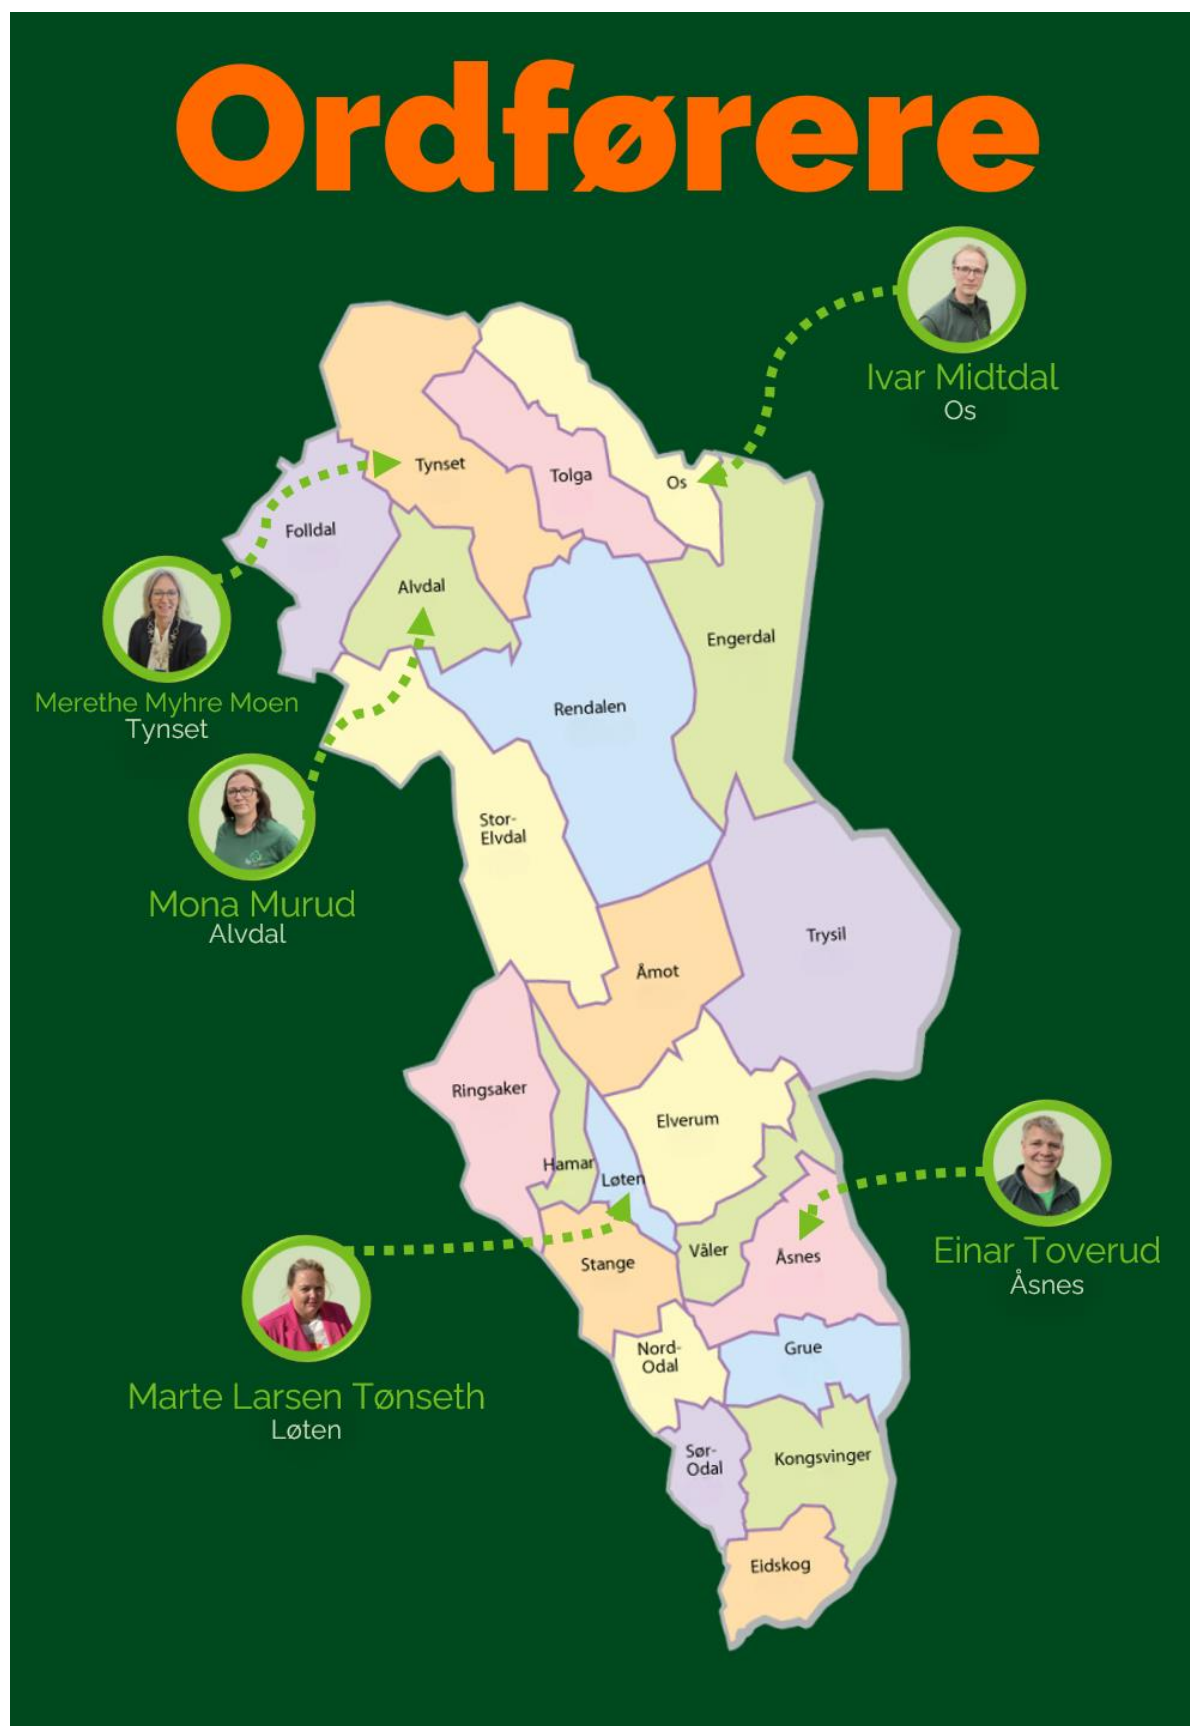 Ordførere
Ivar Midtdal
Os
Tynset
Tolga
Os
Folldal
Alvdal
Engerdal
Merethe Myhre Moen
Tynset
Rendalen
Stor-
Elvdal
Mona Murud
Alvdal
Trysil
Åmot
Ringsaker
Elverum
Hamar
Løten
Våler
Åsnes
Stange
Einar Toverud
Åsnes
Nord-
Odal
Grue
Marte Larsen Tønseth
Løten
Sør-
Odal
Kongsvinger
Eidskog